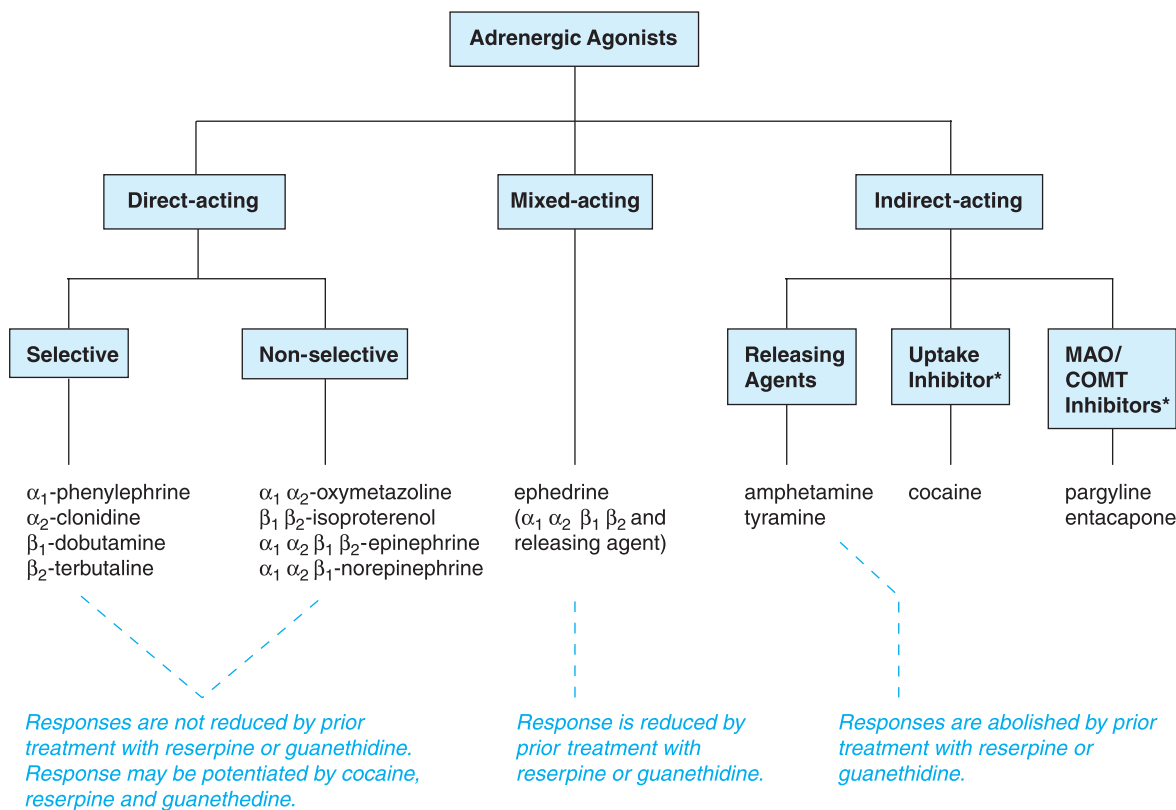 Adrenergic Agonists
Direct-acting
Mixed-acting
Indirect-acting
Selective
Non-selective
Releasing
Agents
Uptake
Inhibitor*
MAO/
COMT
Inhibitors*
α₁-phenylephrine
α₂-clonidine
β₁-dobutamine
β₂-terbutaline
α₁ α₂-oxymetazoline
β₁ β₂-isoproterenol
α₁ α₂ β₁ β₂-epinephrine
α₁ α₂ β₁-norepinephrine
ephedrine
(α₁ α₂ β₁ β₂ and
releasing agent)
amphetamine
tyramine
cocaine
pargyline
entacapone
Responses are not reduced by prior
treatment with reserpine or guanethidine.
Response may be potentiated by cocaine,
reserpine and guanethedine.
Response is reduced by
prior treatment with
reserpine or guanethidine.
Responses are abolished by prior
treatment with reserpine or
guanethidine.